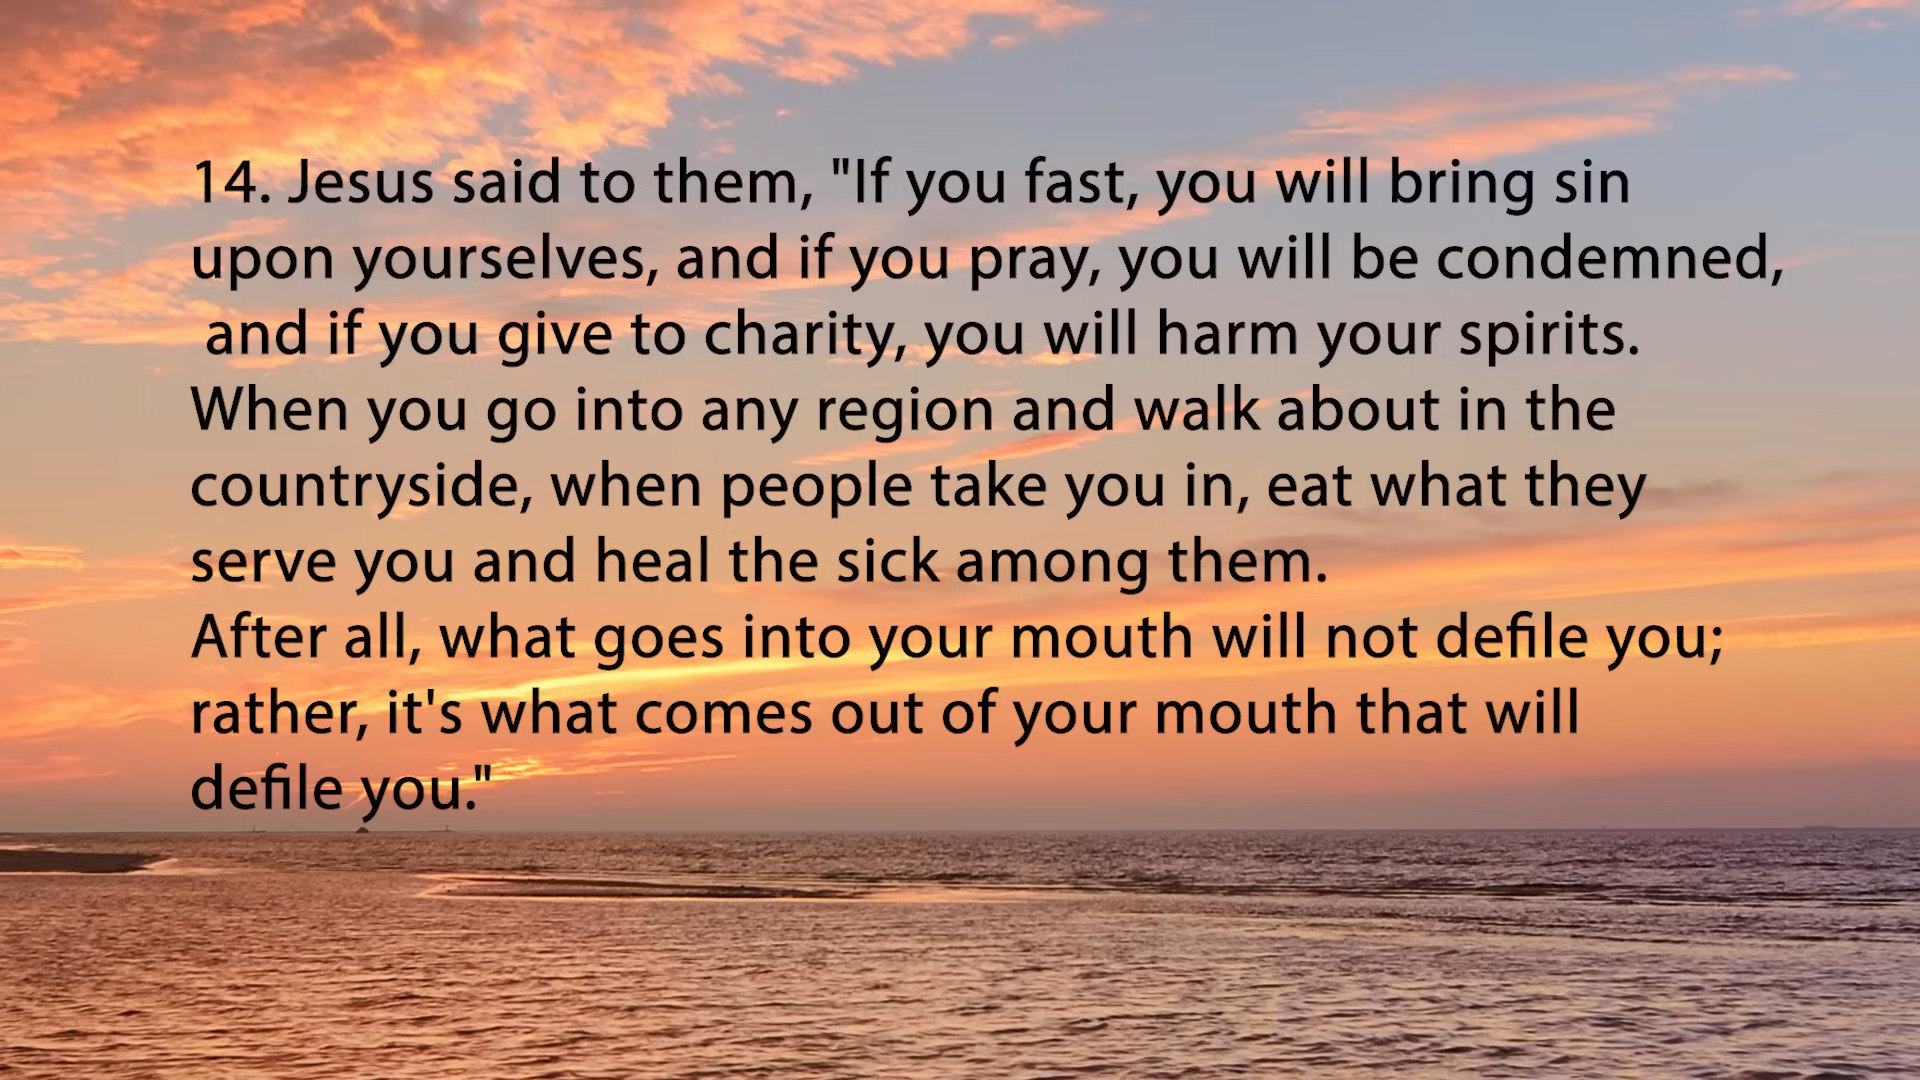 14. Jesus said to them, "If you fast, you will bring sin
upon yourselves, and if you pray, you will be condemned,
and if you give to charity, you will harm your spirits.
When you go into any region and walk about in the
countryside, when people take you in, eat what they
serve you and heal the sick among them.
After all, what goes into your mouth will not defile you;
rather, it's what comes out of your mouth that will
defile you."